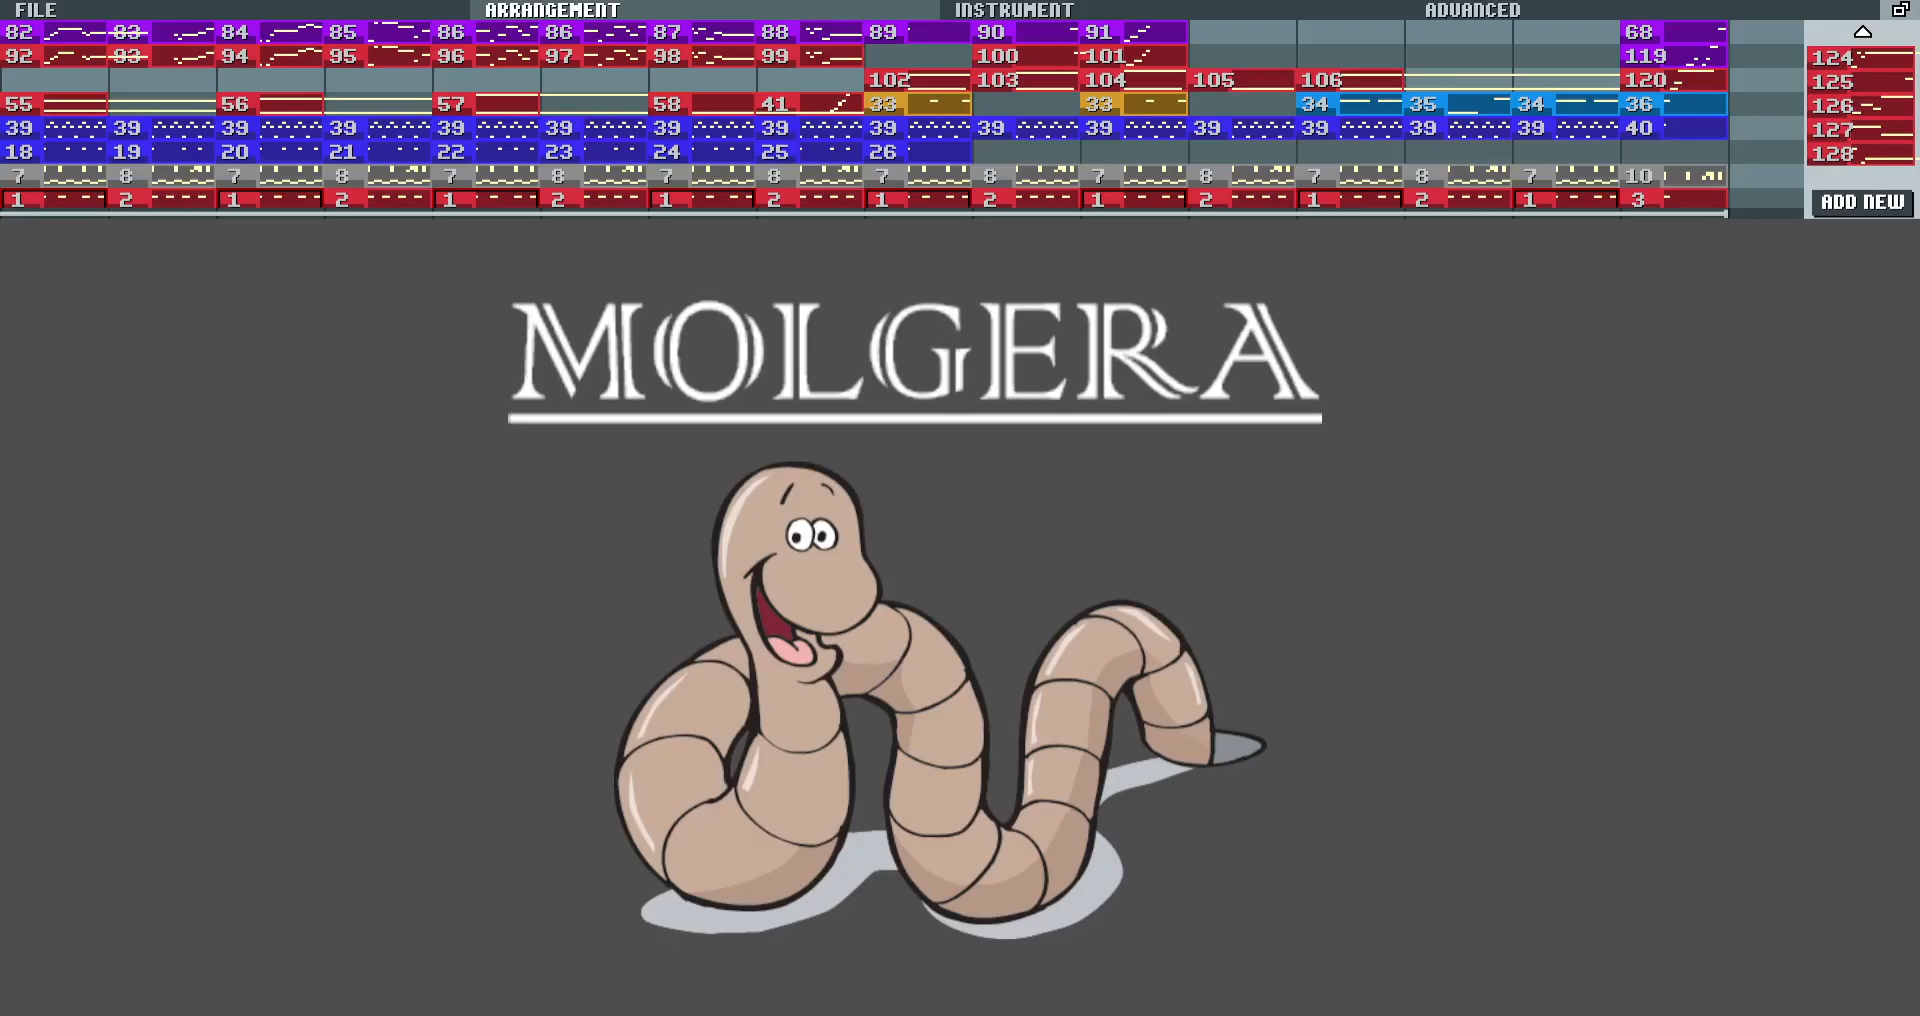 FILE ARRANGEMENT INSTRUMENT ADVANCED
82 83 84 85 86 86 87 88 89 90 91 68
92 93 94 95 96 97 98 99 100 101 119 124
102 103 104 105 106 120 125
55 56 57 58 41 33 33 34 35 34 36 126
39 39 39 39 39 39 39 39 39 39 39 39 39 39 39 40 127
18 19 20 21 22 23 24 25 26 128
7 8 7 8 7 8 7 8 7 8 7 8 7 8 7 10
1 2 1 2 1 2 1 2 1 2 1 2 1 2 1 3 ADD NEW
MOLGERA